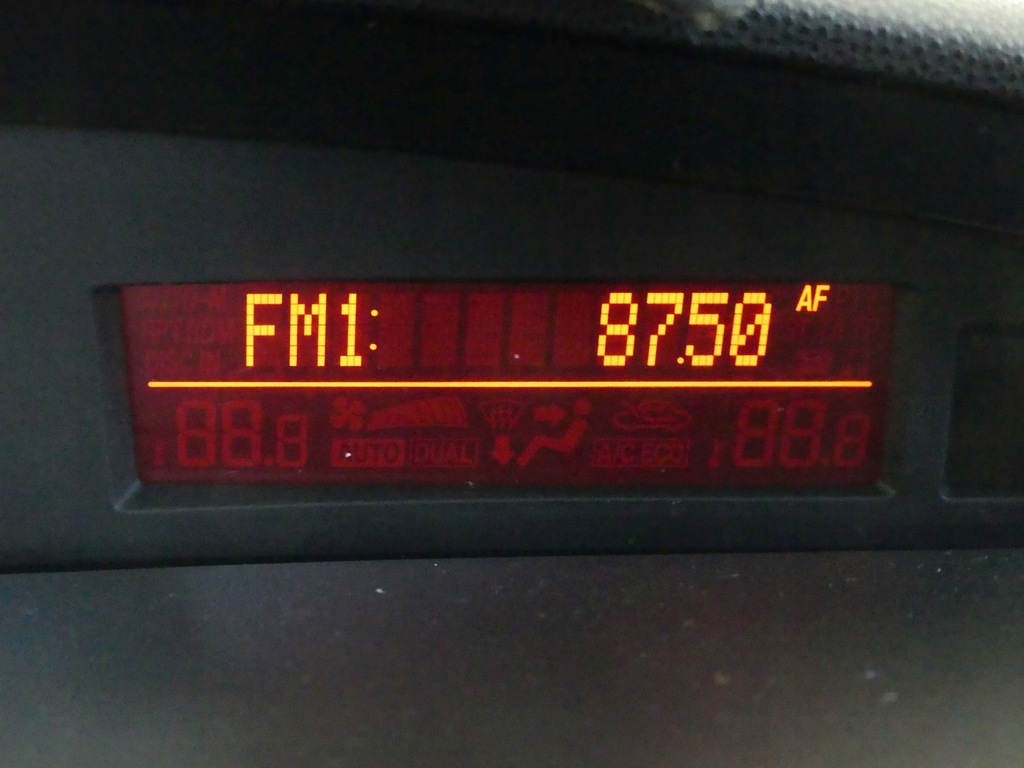 FM1: 87.50 AF
88.8 88.8
AUTO DUAL A/C ECO